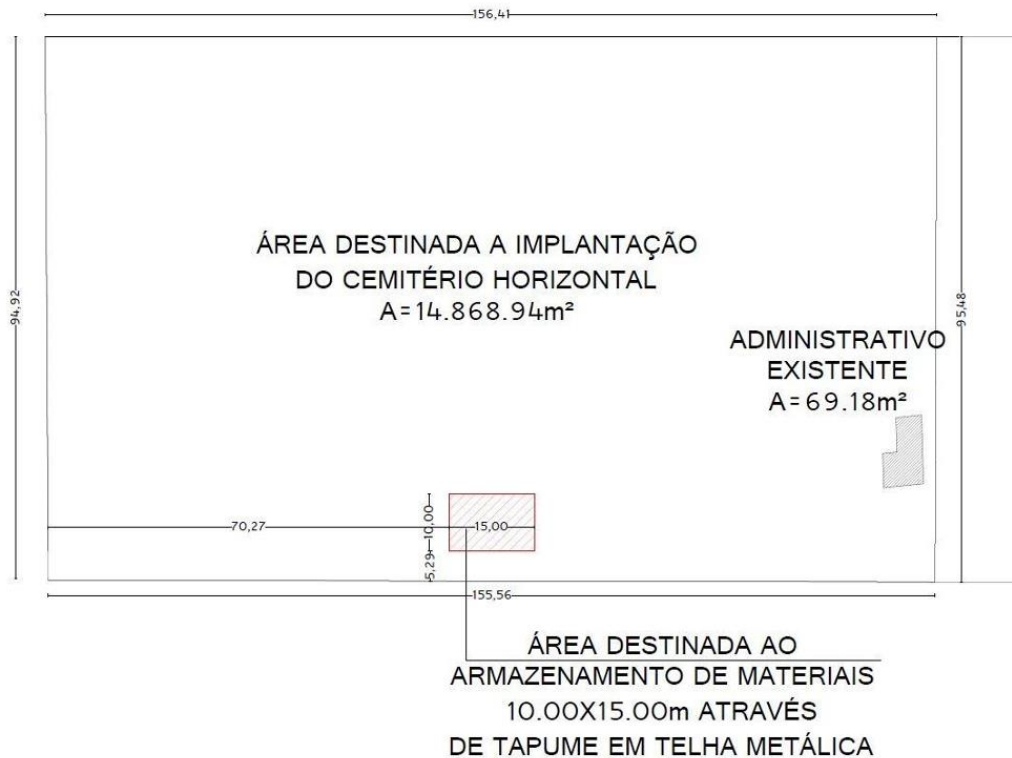 156,41
94,92
ÁREA DESTINADA A IMPLANTAÇÃO
DO CEMITÉRIO HORIZONTAL
A=14.868.94m²
95,48
ADMINISTRATIVO
EXISTENTE
A=69.18m²
70,27
10,00
15,00
5,29
155,56
ÁREA DESTINADA AO
ARMAZENAMENTO DE MATERIAIS
10.00X15.00m ATRAVÉS
DE TAPUME EM TELHA METÁLICA